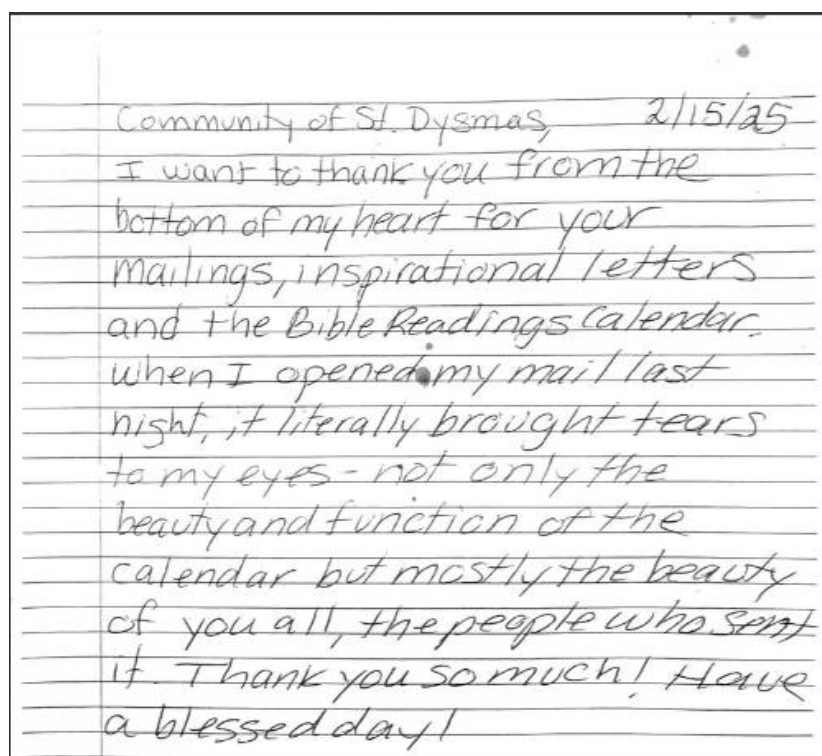 Community of St. Dysmas, 2/15/25
I want to thank you from the
bottom of my heart for your
mailings, inspirational letters
and the Bible Readings Calendar.
when I opened my mail last
night, it literally brought tears
to my eyes - not only the
beauty and function of the
calendar but mostly the beauty
of you all, the people who sent
it. Thank you so much! Have
a blessed day!